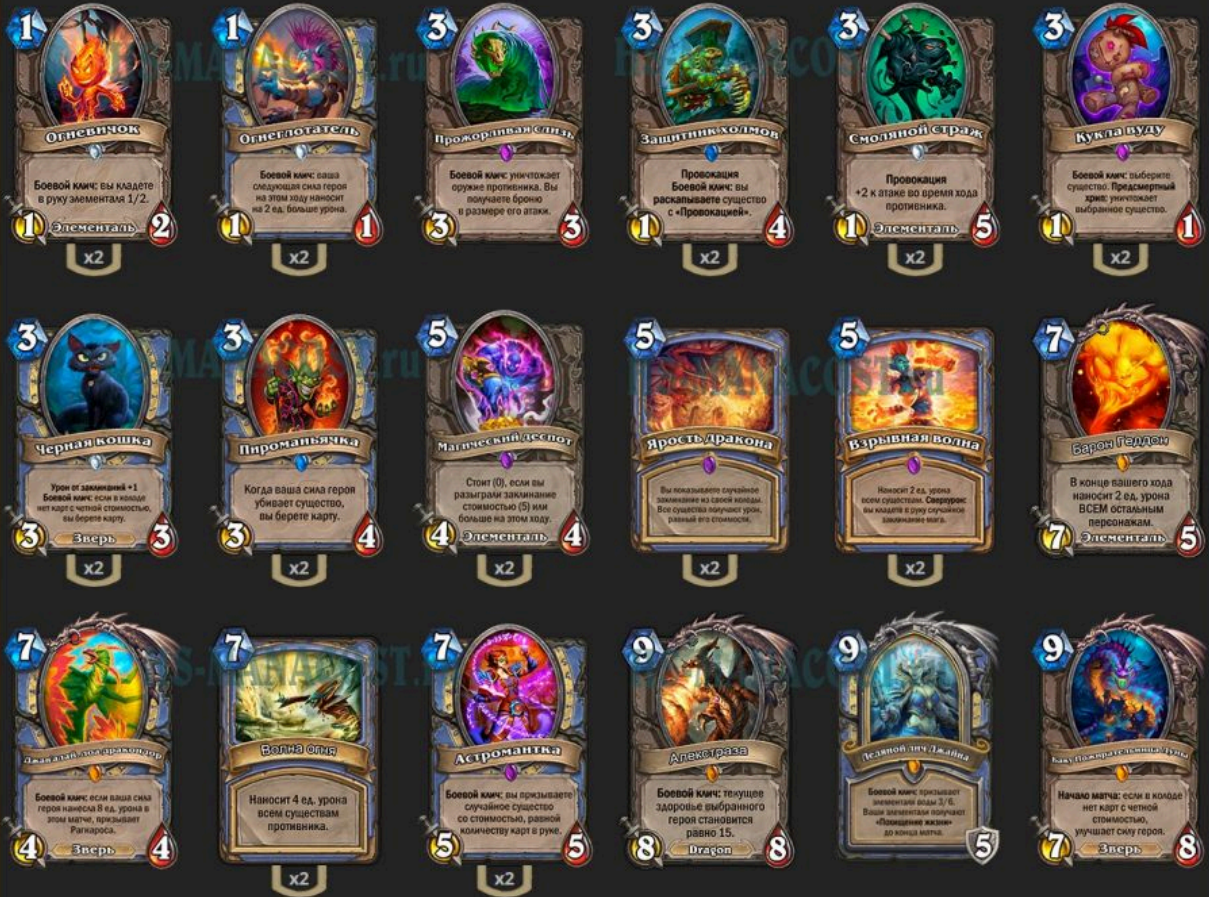 1
Огневичок
Боевой клич: вы кладете
в руку элементаля 1/2.
1
Элементаль
2
x2
1
Огнеглотатель
Боевой клич: ваша
следующая сила героя
на этом ходу наносит
на 2 ед. больше урона.
1
1
x2
3
Прожорливая слизь
Боевой клич: уничтожает
оружие противника. Вы
получаете броню
в размере его атаки.
3
3
3
Защитник холмов
Провокация
Боевой клич: вы
раскапываете существо
с «Провокацией».
1
4
x2
3
Смоляной страж
Провокация
+2 к атаке во время хода
противника.
1
Элементаль
5
x2
3
Кукла вуду
Боевой клич: выберите
существо. Предсмертный
хрип: уничтожает
выбранное существо.
1
1
x2
3
Черная кошка
Урон от заклинаний +1
Боевой клич: если в колоде
нет карт с четной стоимостью,
вы берете карту.
3
Зверь
3
x2
3
Пироманьячка
Когда ваша сила героя
убивает существо,
вы берете карту.
3
4
x2
5
Магический деспот
Стоит (0), если вы
разыграли заклинание
стоимостью (5) или
больше на этом ходу.
4
Элементаль
4
x2
5
Ярость дракона
Вы показываете случайное
заклинание из своей колоды.
Все существа получают урон,
равный его стоимости.
x2
5
Взрывная волна
Наносит 2 ед. урона
всем существам. Сверхурон:
вы кладете в руку случайное
заклинание мага.
x2
7
Барон Геддон
В конце вашего хода
наносит 2 ед. урона
ВСЕМ остальным
персонажам.
7
Элементаль
5
7
Джан'алай, лоа дракондор
Боевой клич: если ваша сила
героя нанесла 8 ед. урона в
этом матче, призывает
Рагнароса.
4
Зверь
4
7
Волна огня
Наносит 4 ед. урона
всем существам
противника.
x2
7
Астромантка
Боевой клич: вы призываете
случайное существо
со стоимостью, равной
количеству карт в руке.
5
5
x2
9
Алекстраза
Боевой клич: текущее
здоровье выбранного
героя становится
равно 15.
8
Dragon
8
9
Ледяной лич Джайна
Боевой клич: призывает
элементаля воды 3/6.
Ваши элементали получают
«Похищение жизни»
до конца матча.
5
9
Баку Пожирательница Луны
Начало матча: если в колоде
нет карт с четной
стоимостью,
улучшает силу героя.
7
Зверь
8
HS-MANACOST.ru